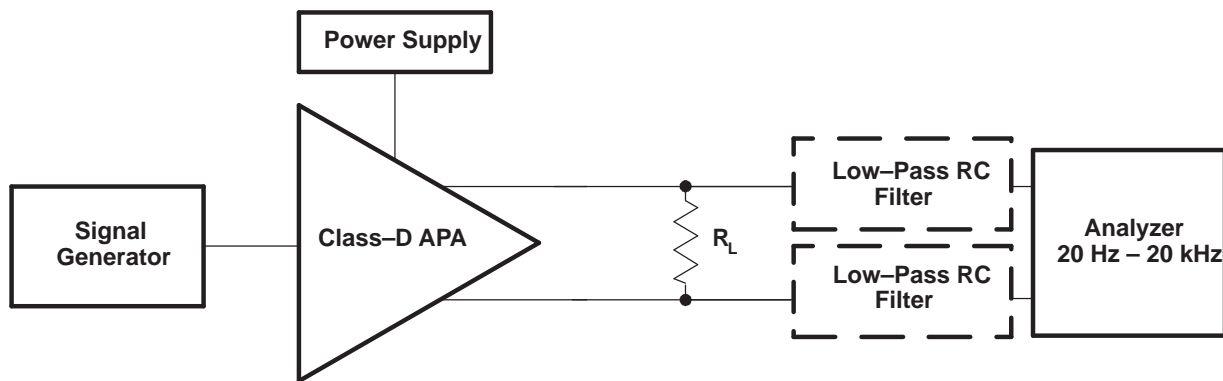 Power Supply
Signal
Generator
Class–D APA
R_L
Low–Pass RC
Filter
Low–Pass RC
Filter
Analyzer
20 Hz – 20 kHz